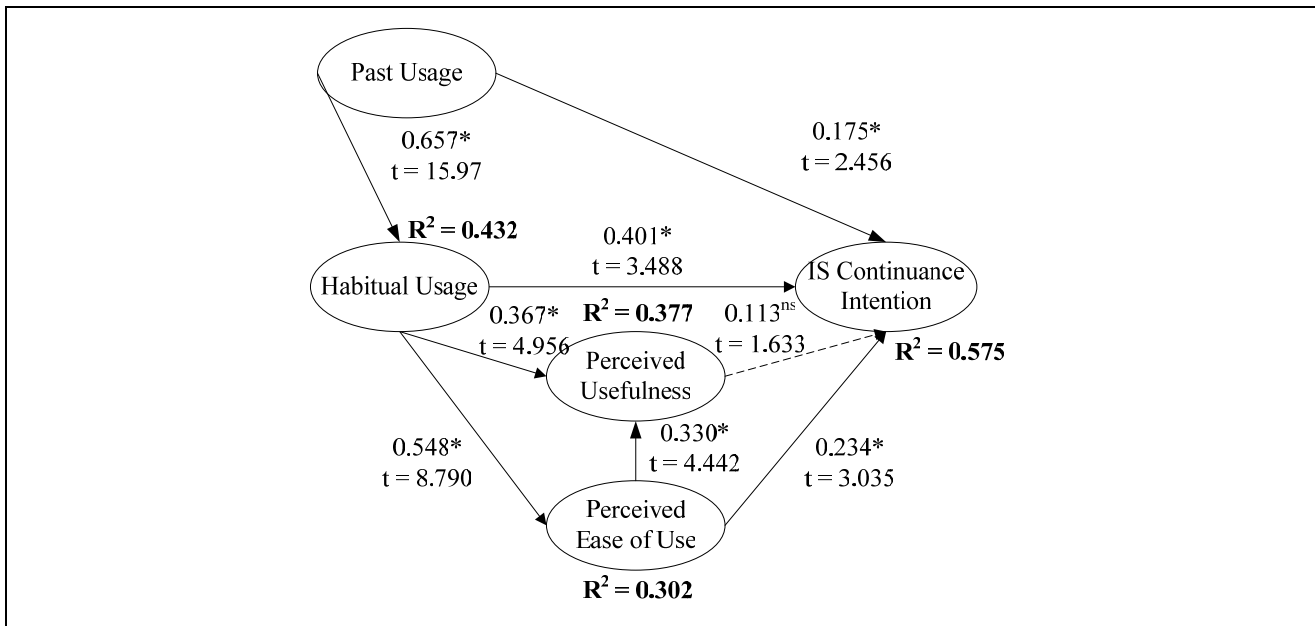 Past Usage
0.657*
t = 15.97
0.175*
t = 2.456
R² = 0.432
Habitual Usage
0.401*
t = 3.488
IS Continuance
Intention
R² = 0.575
R² = 0.377
0.367*
t = 4.956
0.113ⁿˢ
t = 1.633
Perceived
Usefulness
0.548*
t = 8.790
0.330*
t = 4.442
0.234*
t = 3.035
Perceived
Ease of Use
R² = 0.302